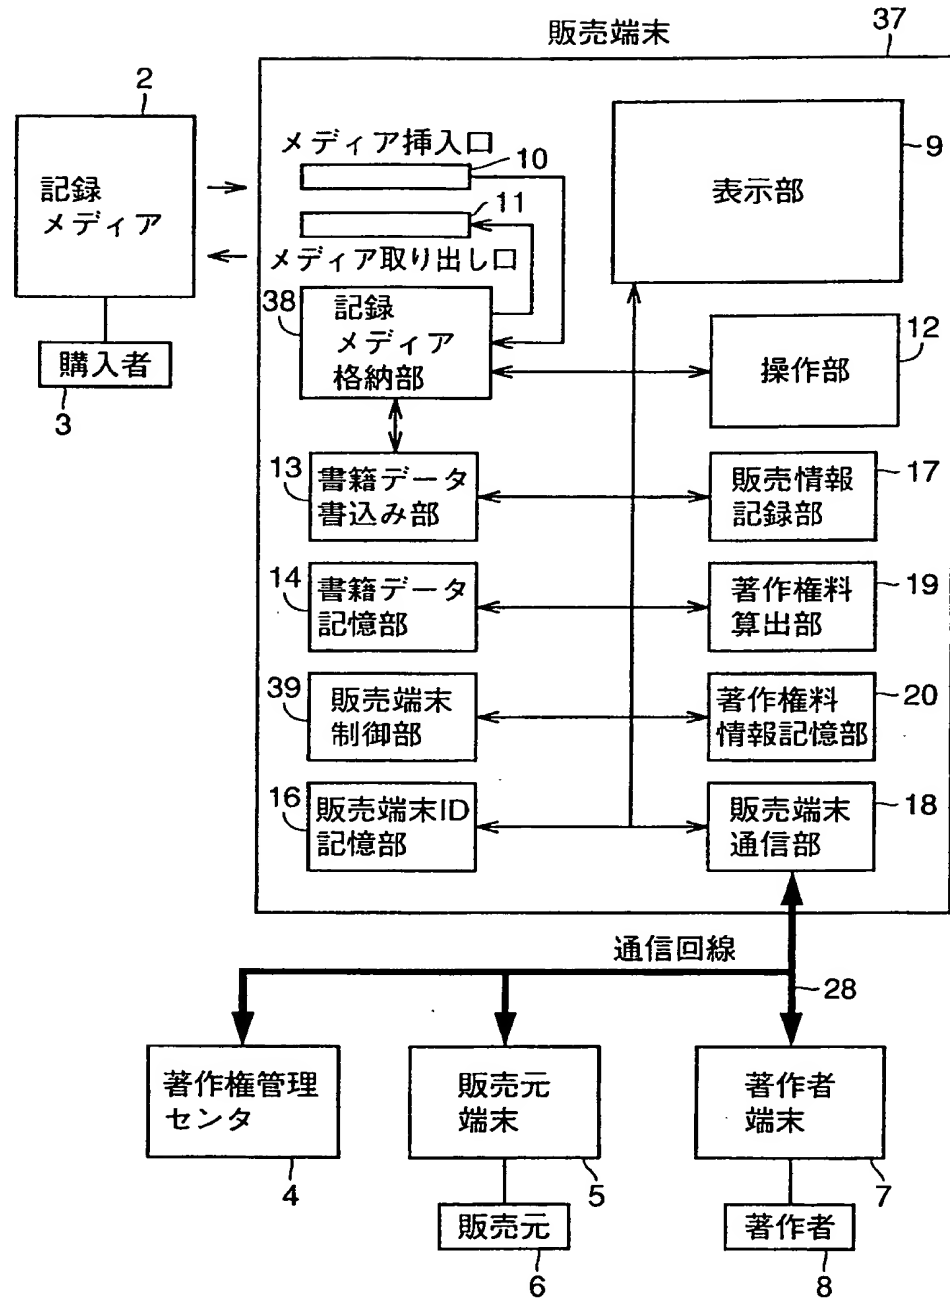 販売端末
37
2
記録
メディア
購入者
3
メディア挿入口
10
11
メディア取り出し口
9
表示部
38
記録
メディア
格納部
12
操作部
13
書籍データ
書込み部
17
販売情報
記録部
14
書籍データ
記憶部
19
著作権料
算出部
39
販売端末
制御部
20
著作権料
情報記憶部
16
販売端末ID
記憶部
18
販売端末
通信部
通信回線
28
著作権管理
センタ
4
販売元
端末
5
販売元
6
著作者
端末
7
著作者
8